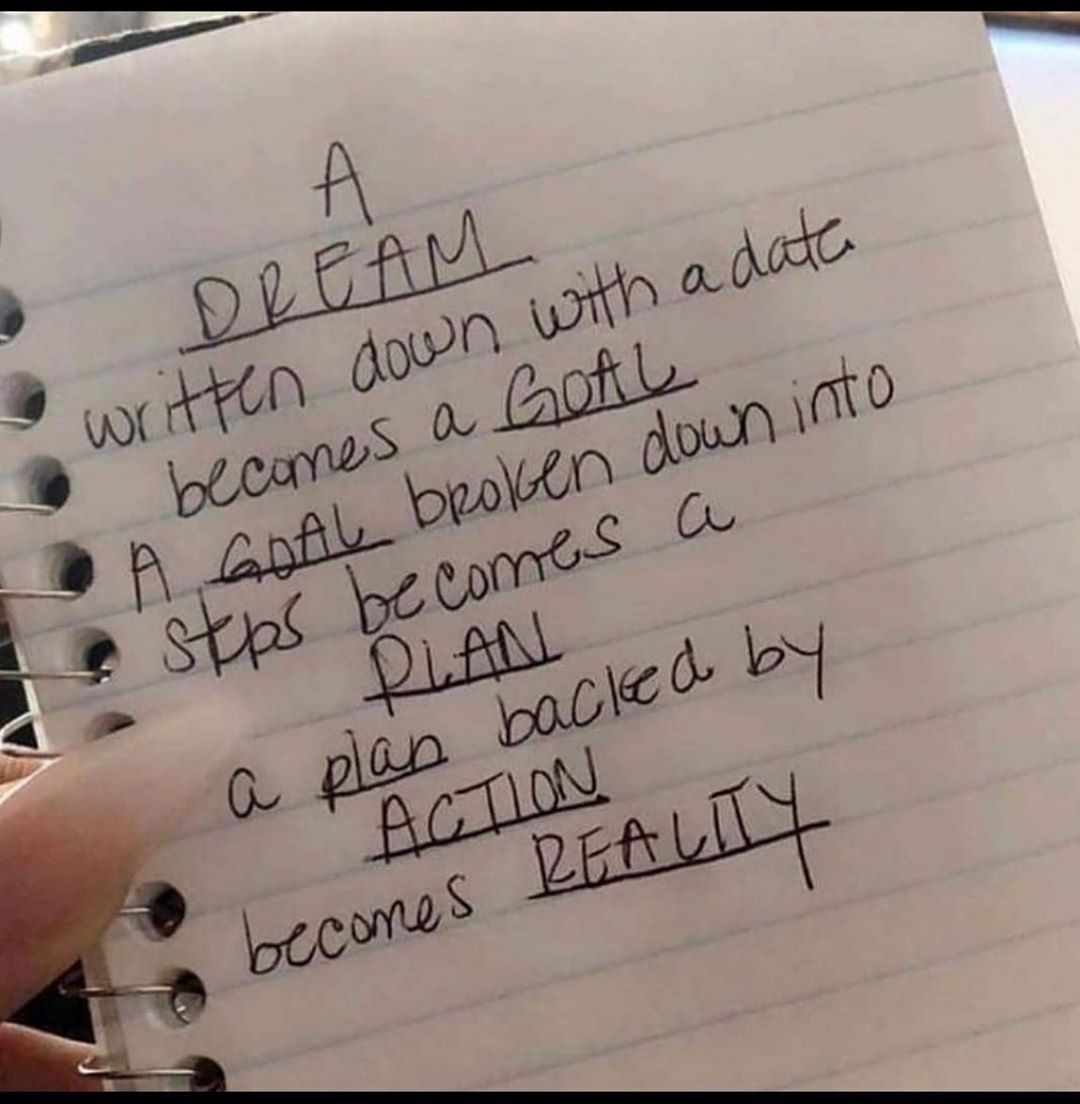 A
DREAM
written down with a date
becomes a GOAL
A GOAL broken down into
steps becomes a
PLAN
a plan backed by
ACTION
becomes REALITY